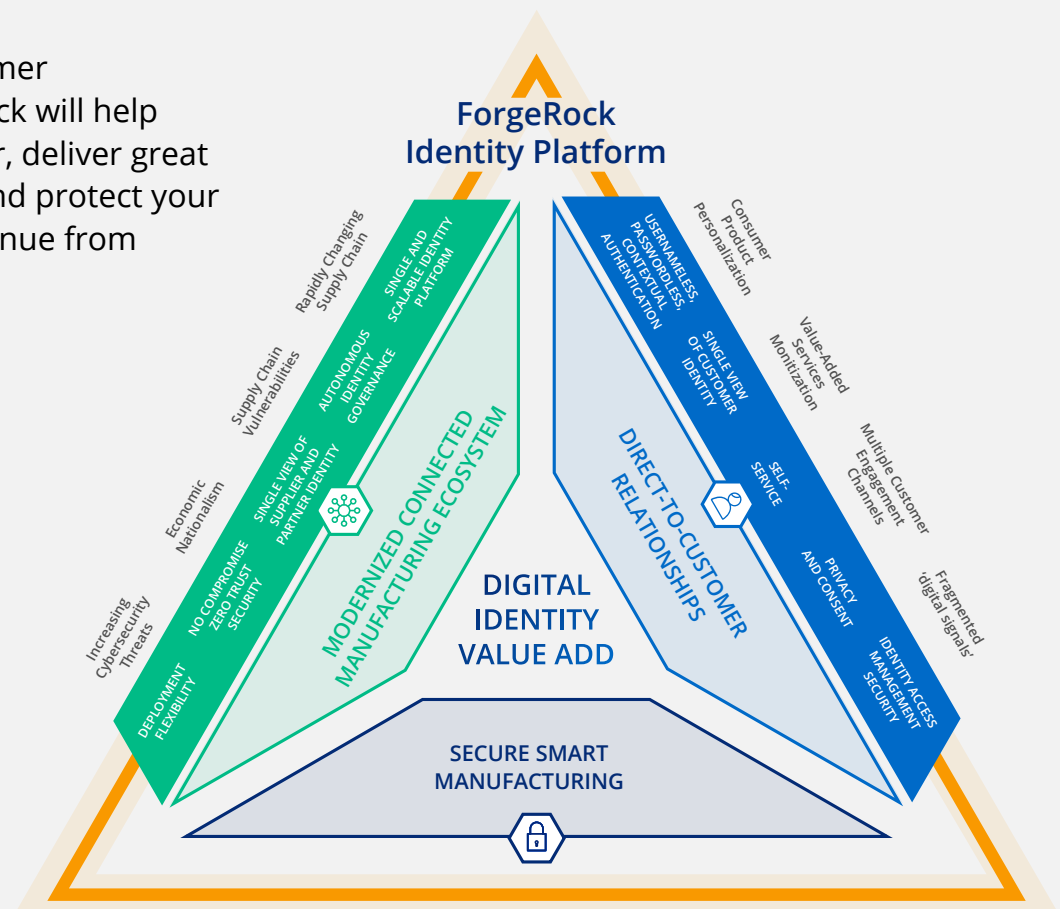 mer
ck will help
r, deliver great
nd protect your
nue from
ForgeRock
Identity Platform
Rapidly Changing
Supply Chain
Supply Chain
Vulnerabilities
Economic
Nationalism
Increasing
Cybersecurity
Threats
SINGLE AND
SCALABLE IDENTITY
PLATFORM
AUTONOMOUS
IDENTITY
GOVERNANCE
SINGLE VIEW OF
SUPPLIER AND
PARTNER IDENTITY
NO COMPROMISE
ZERO TRUST
SECURITY
DEPLOYMENT
FLEXIBILITY
MODERNIZED CONNECTED
MANUFACTURING ECOSYSTEM
DIGITAL
IDENTITY
VALUE ADD
DIRECT-TO-CUSTOMER
RELATIONSHIPS
USERNAMELESS,
PASSWORDLESS,
CONTEXTUAL
AUTHENTICATION
SINGLE VIEW
OF CUSTOMER
IDENTITY
SELF-
SERVICE
PRIVACY
AND CONSENT
IDENTITY ACCESS
MANAGEMENT
SECURITY
Consumer
Product
Personalization
Value-Added
Services
Monitization
Multiple Customer
Engagement
Channels
Fragmented
‘digital signals’
SECURE SMART
MANUFACTURING